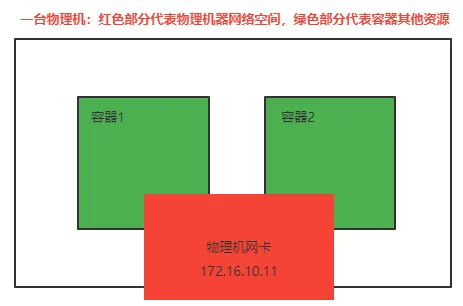 一台物理机：红色部分代表物理机器网络空间，绿色部分代表容器其他资源
容器1
容器2
物理机网卡
172.16.10.11